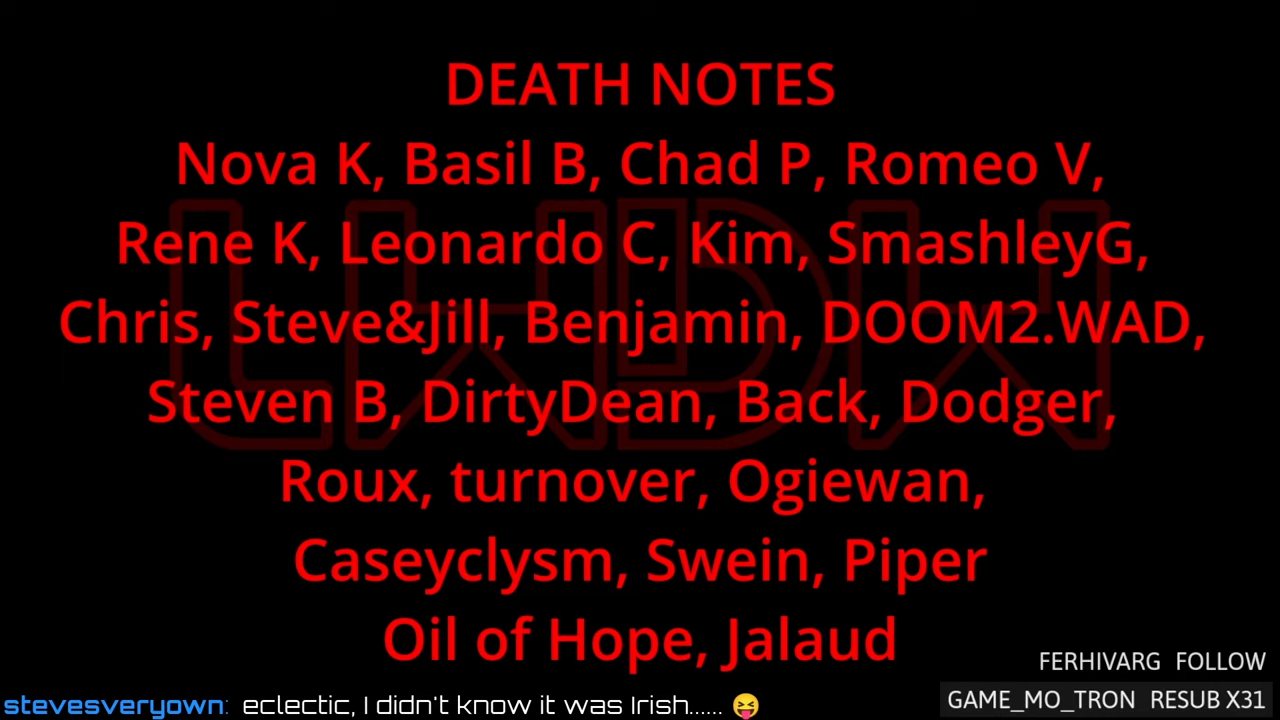 DEATH NOTES
Nova K, Basil B, Chad P, Romeo V,
Rene K, Leonardo C, Kim, SmashleyG,
Chris, Steve&Jill, Benjamin, DOOM2.WAD,
Steven B, DirtyDean, Back, Dodger,
Roux, turnover, Ogiewan,
Caseyclysm, Swein, Piper
Oil of Hope, Jalaud
FERHIVARG FOLLOW
GAME_MO_TRON RESUB X31
stevesveryown: eclectic, I didn't know it was Irish...... 😝